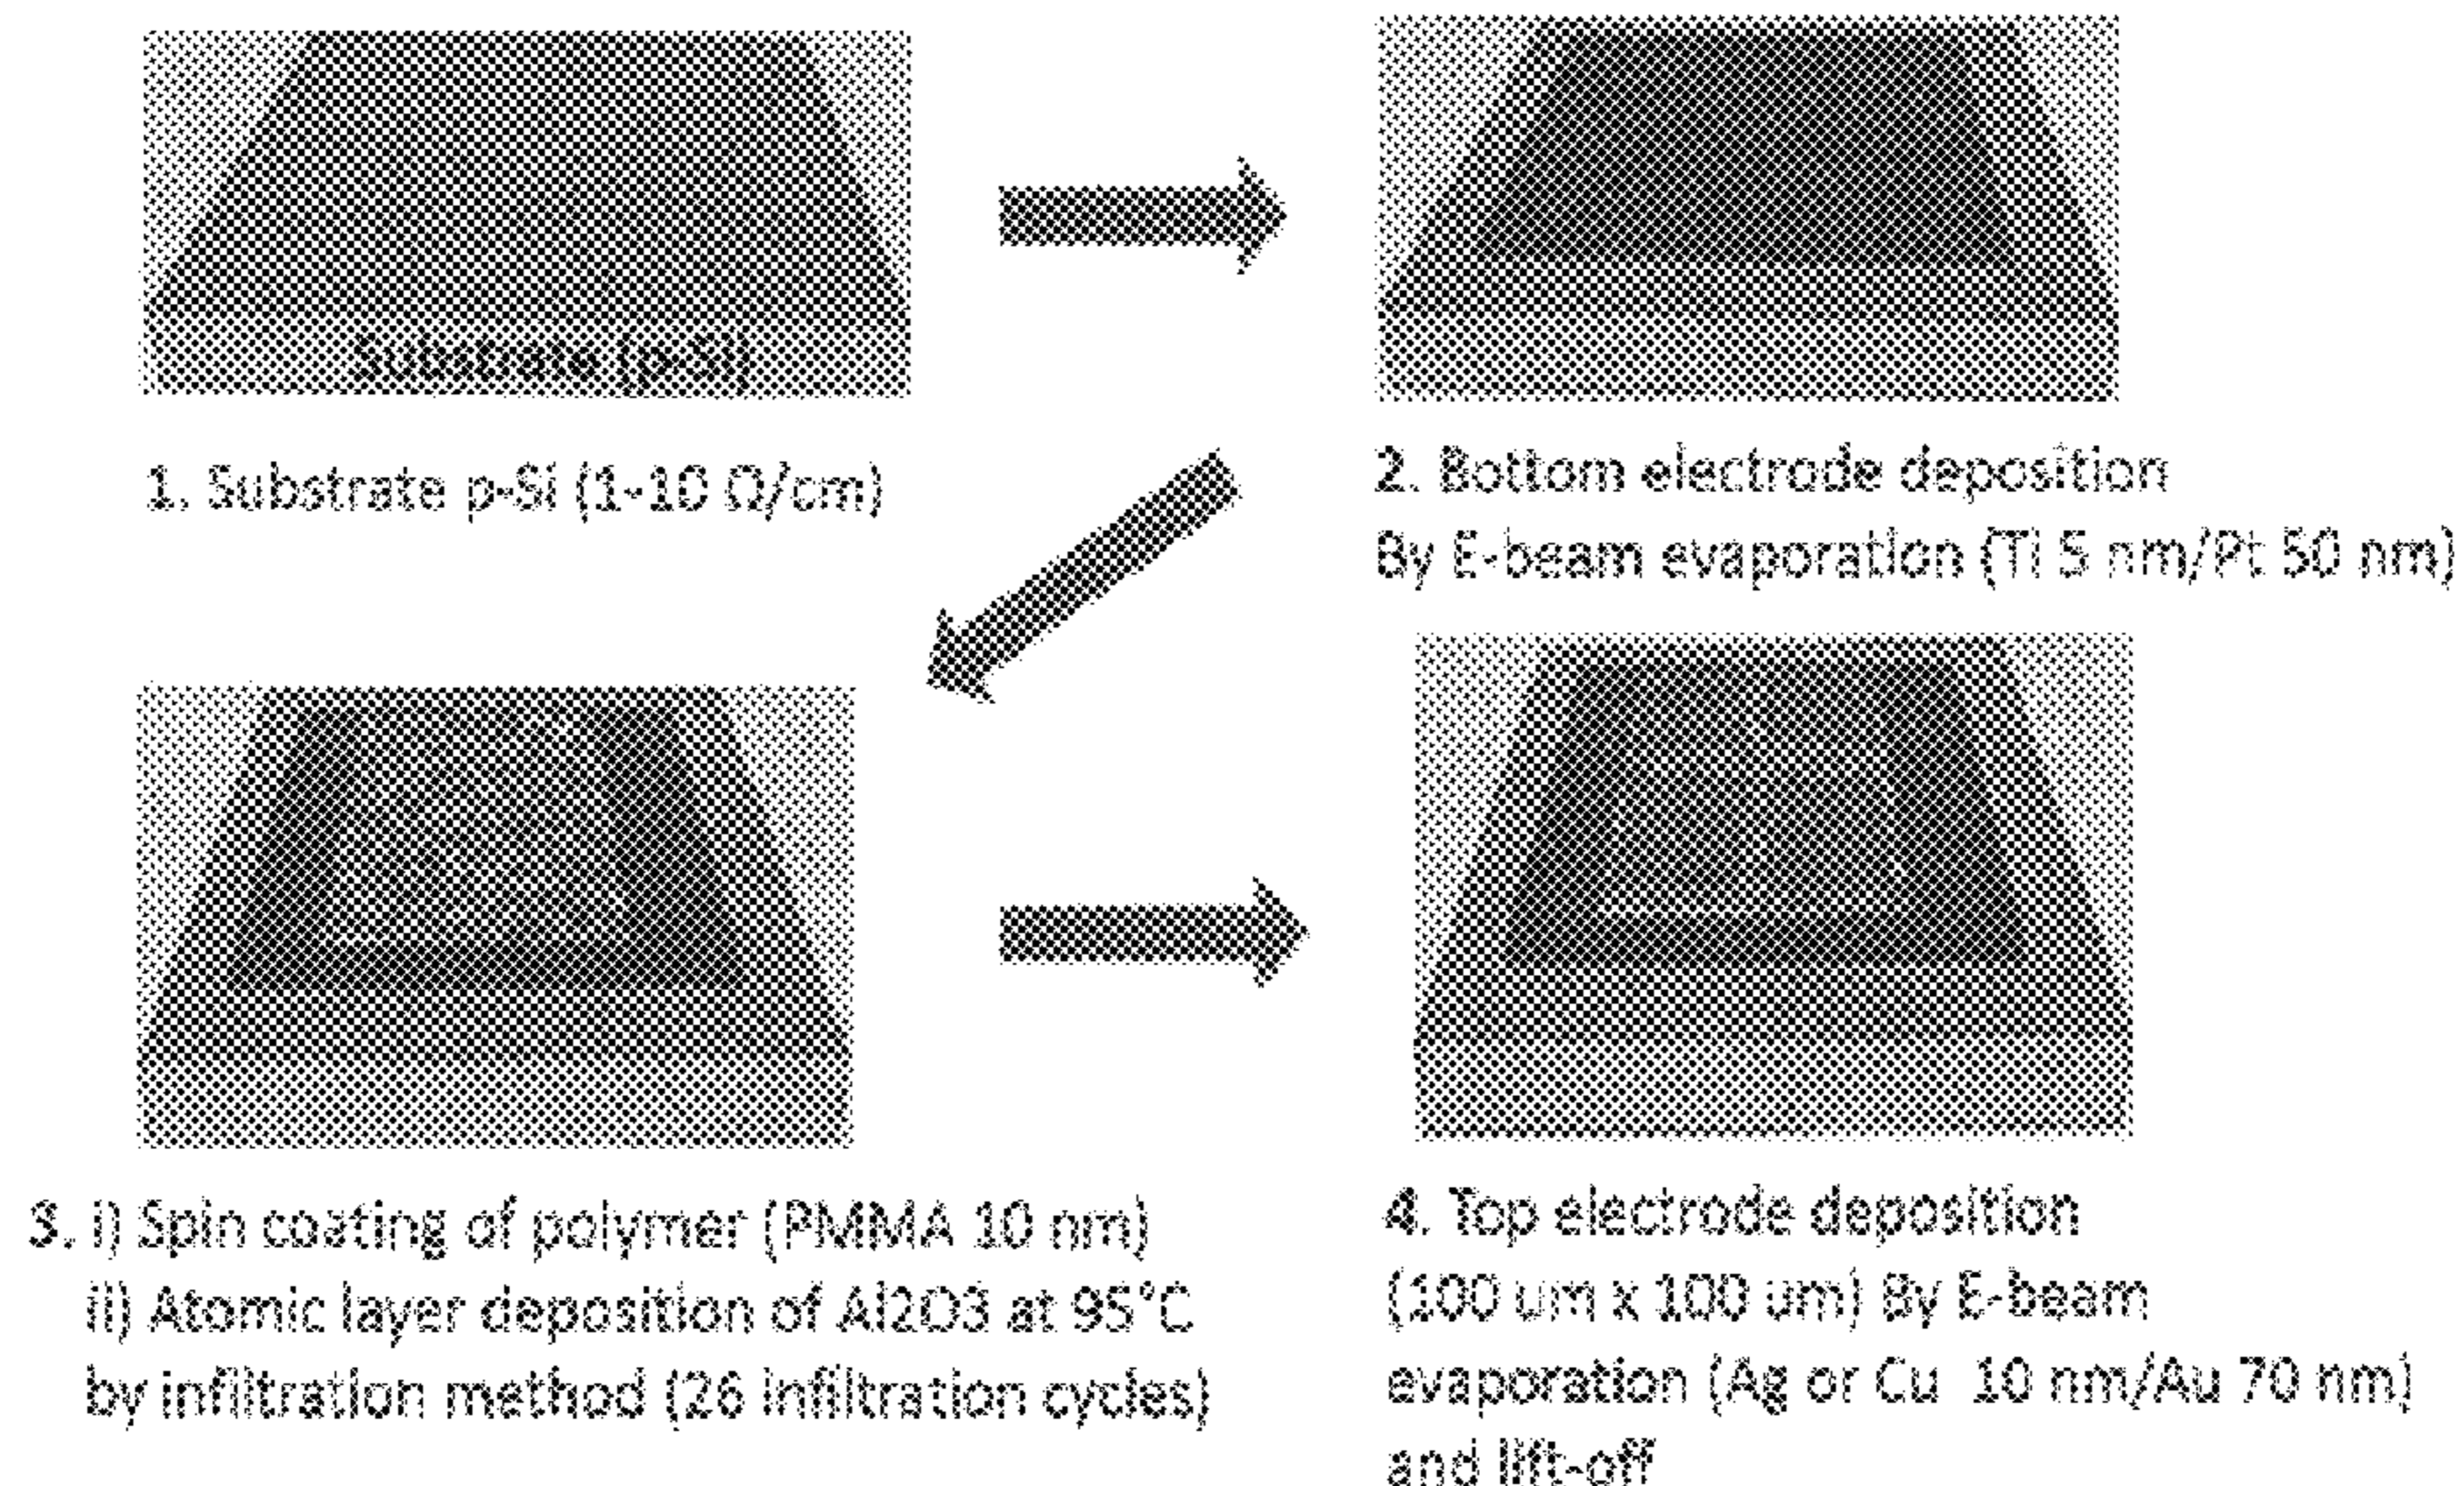 Substrate (p-Si)
1. Substrate p-Si (1-10 Ω/cm)
2. Bottom electrode deposition
By E-beam evaporation (Ti 5 nm/Pt 50 nm)
3. i) Spin coating of polymer (PMMA 10 nm)
ii) Atomic layer deposition of Al2O3 at 95°C
by infiltration method (26 infiltration cycles)
4. Top electrode deposition
(100 um x 100 um) By E-beam
evaporation (Ag or Cu 10 nm/Au 70 nm)
and lift-off